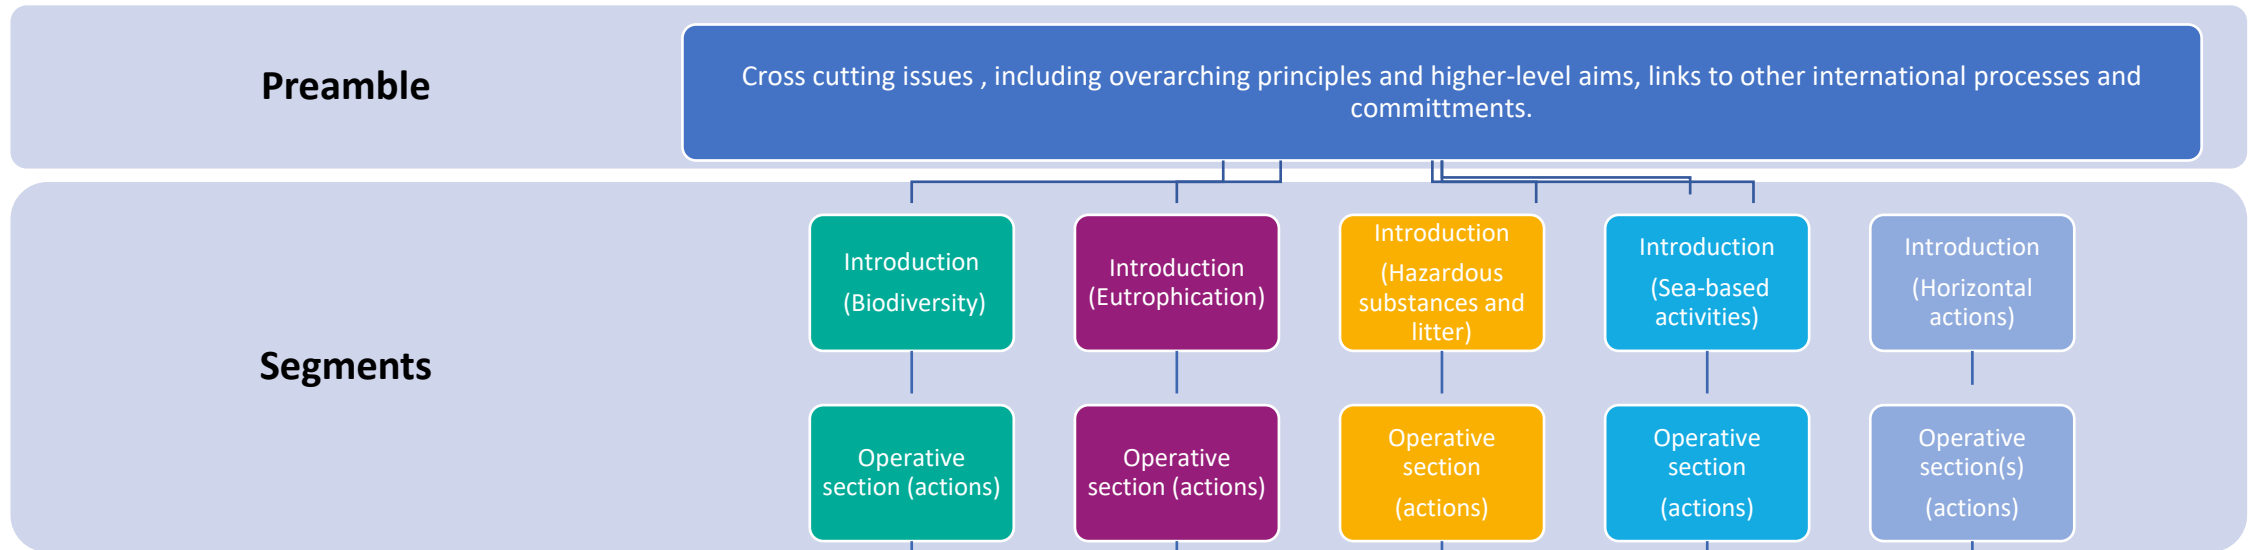 Preamble
Cross cutting issues , including overarching principles and higher-level aims, links to other international processes and
committments.
Segments
Introduction
(Biodiversity)
Introduction
(Eutrophication)
Introduction
(Hazardous
substances and
litter)
Introduction
(Sea-based
activities)
Introduction
(Horizontal
actions)
Operative
section (actions)
Operative
section (actions)
Operative
section
(actions)
Operative
section
(actions)
Operative
section(s)
(actions)